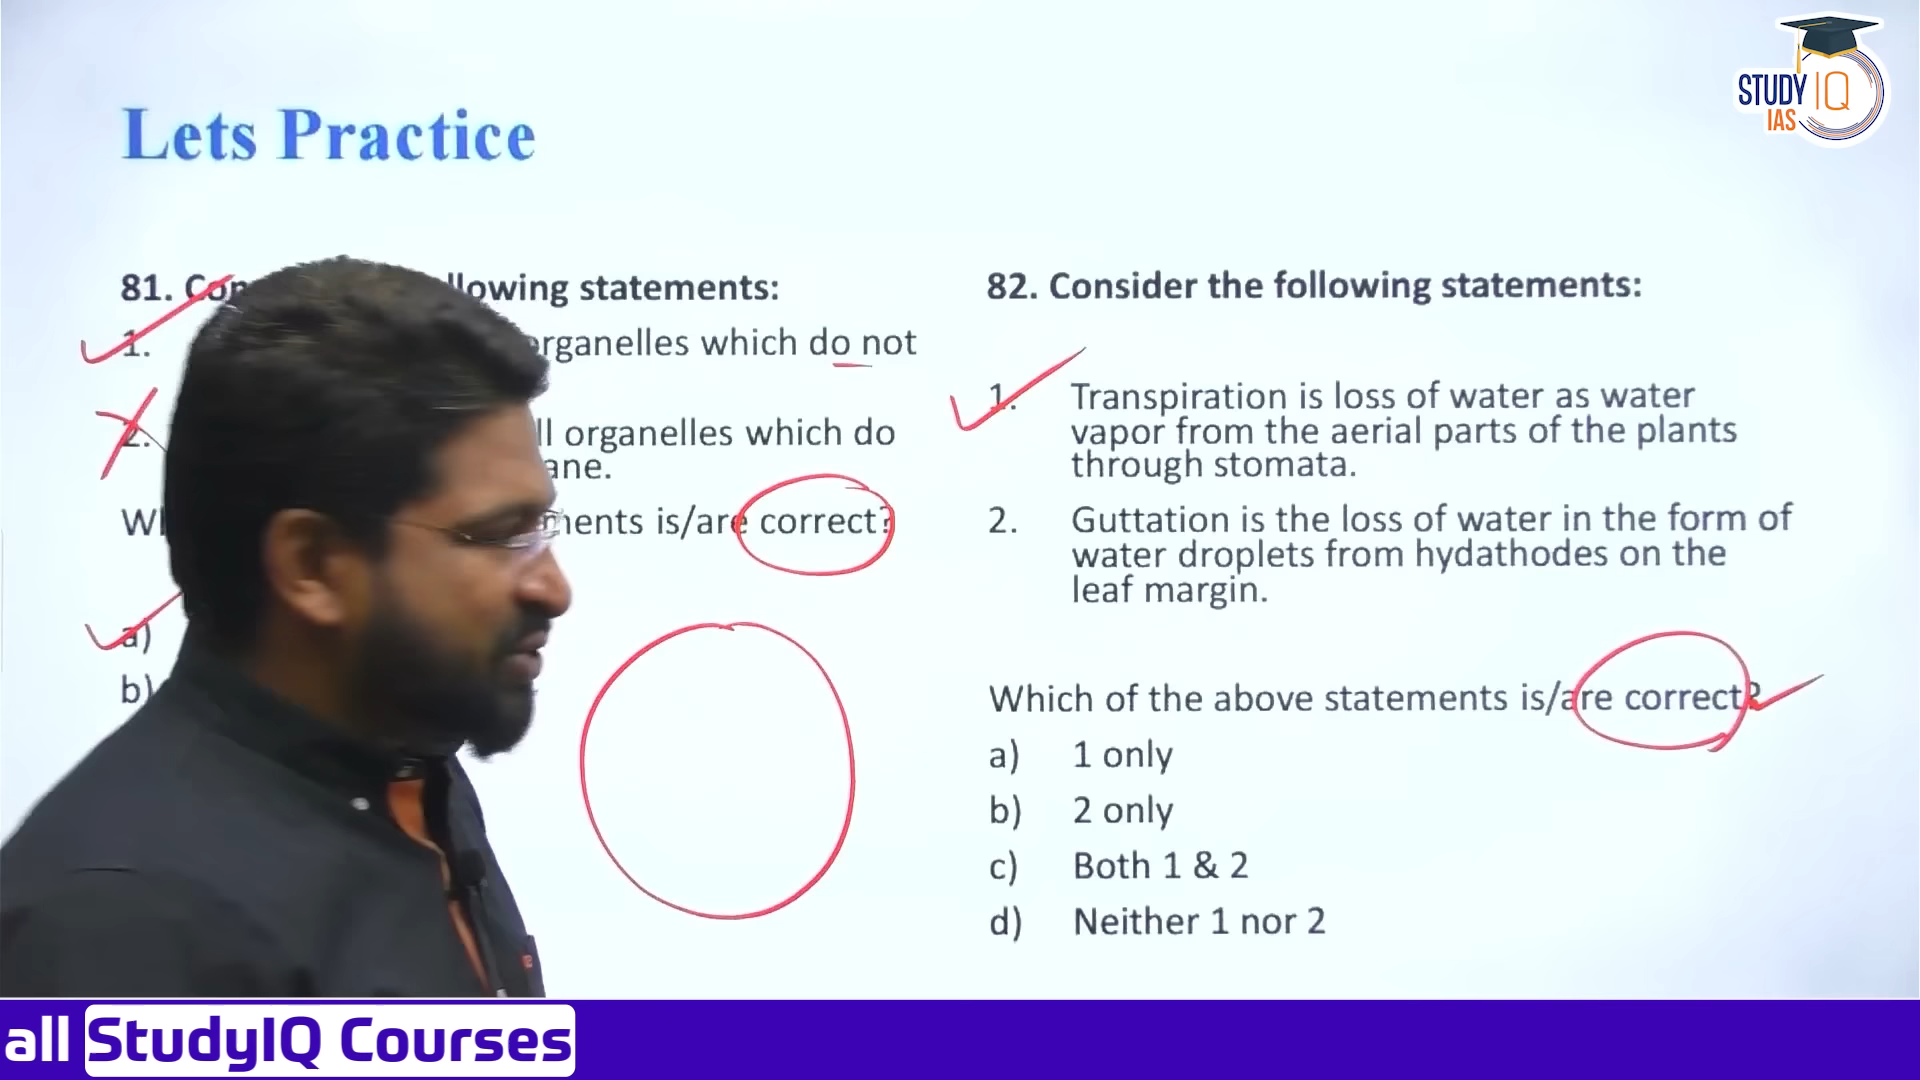 STUDY IQ
IAS
Lets Practice
81. Con llowing statements:
1. organelles which do not
2. ll organelles which do
ane.
ments is/are correct?
a)
b)
82. Consider the following statements:
1. Transpiration is loss of water as water
vapor from the aerial parts of the plants
through stomata.
2. Guttation is the loss of water in the form of
water droplets from hydathodes on the
leaf margin.
Which of the above statements is/are correct?
a) 1 only
b) 2 only
c) Both 1 & 2
d) Neither 1 nor 2
all StudyIQ Courses